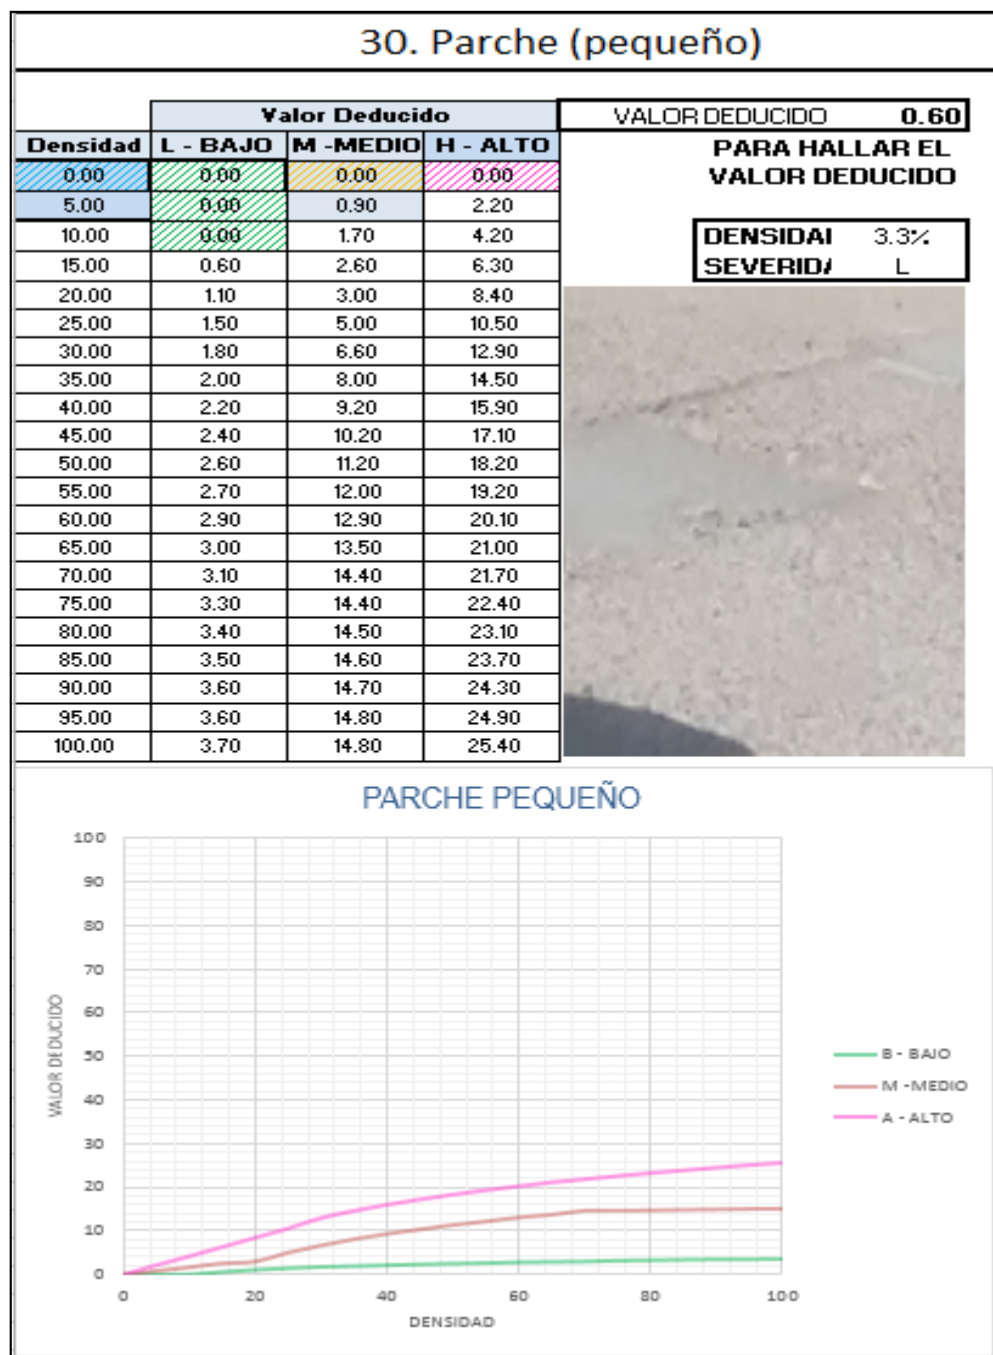 30. Parche (pequeño)
Valor Deducido
VALOR DEDUCIDO 0.60
Densidad L - BAJO M -MEDIO H - ALTO
PARA HALLAR EL
VALOR DEDUCIDO
0.00 0.00 0.00 0.00
5.00 0.00 0.90 2.20
10.00 0.00 1.70 4.20
DENSIDAI 3.3%
15.00 0.60 2.60 6.30
SEVERIDA L
20.00 1.10 3.00 8.40
25.00 1.50 5.00 10.50
30.00 1.80 6.60 12.90
35.00 2.00 8.00 14.50
40.00 2.20 9.20 15.90
45.00 2.40 10.20 17.10
50.00 2.60 11.20 18.20
55.00 2.70 12.00 19.20
60.00 2.90 12.90 20.10
65.00 3.00 13.50 21.00
70.00 3.10 14.40 21.70
75.00 3.30 14.40 22.40
80.00 3.40 14.50 23.10
85.00 3.50 14.60 23.70
90.00 3.60 14.70 24.30
95.00 3.60 14.80 24.90
100.00 3.70 14.80 25.40
PARCHE PEQUEÑO
100
90
80
70
60
50
40
30
20
10
0
VALOR DEDUCIDO
0 20 40 60 80 100
DENSIDAD
B - BAJO
M -MEDIO
A - ALTO